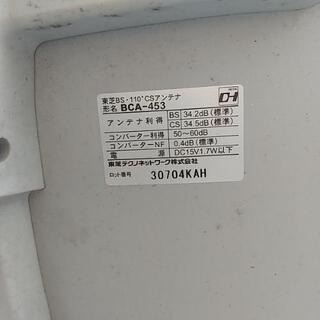 東芝BS・110°CSアンテナ
形名 BCA-453
アンテナ利得 BS 34.2dB(標準)
CS 34.5dB(標準)
コンバーター利得 50～60dB
コンバーターNF 0.4dB(標準)
電源 DC15V1.7W以下
東芝テクノネットワーク株式会社
ロット番号 30704KAH